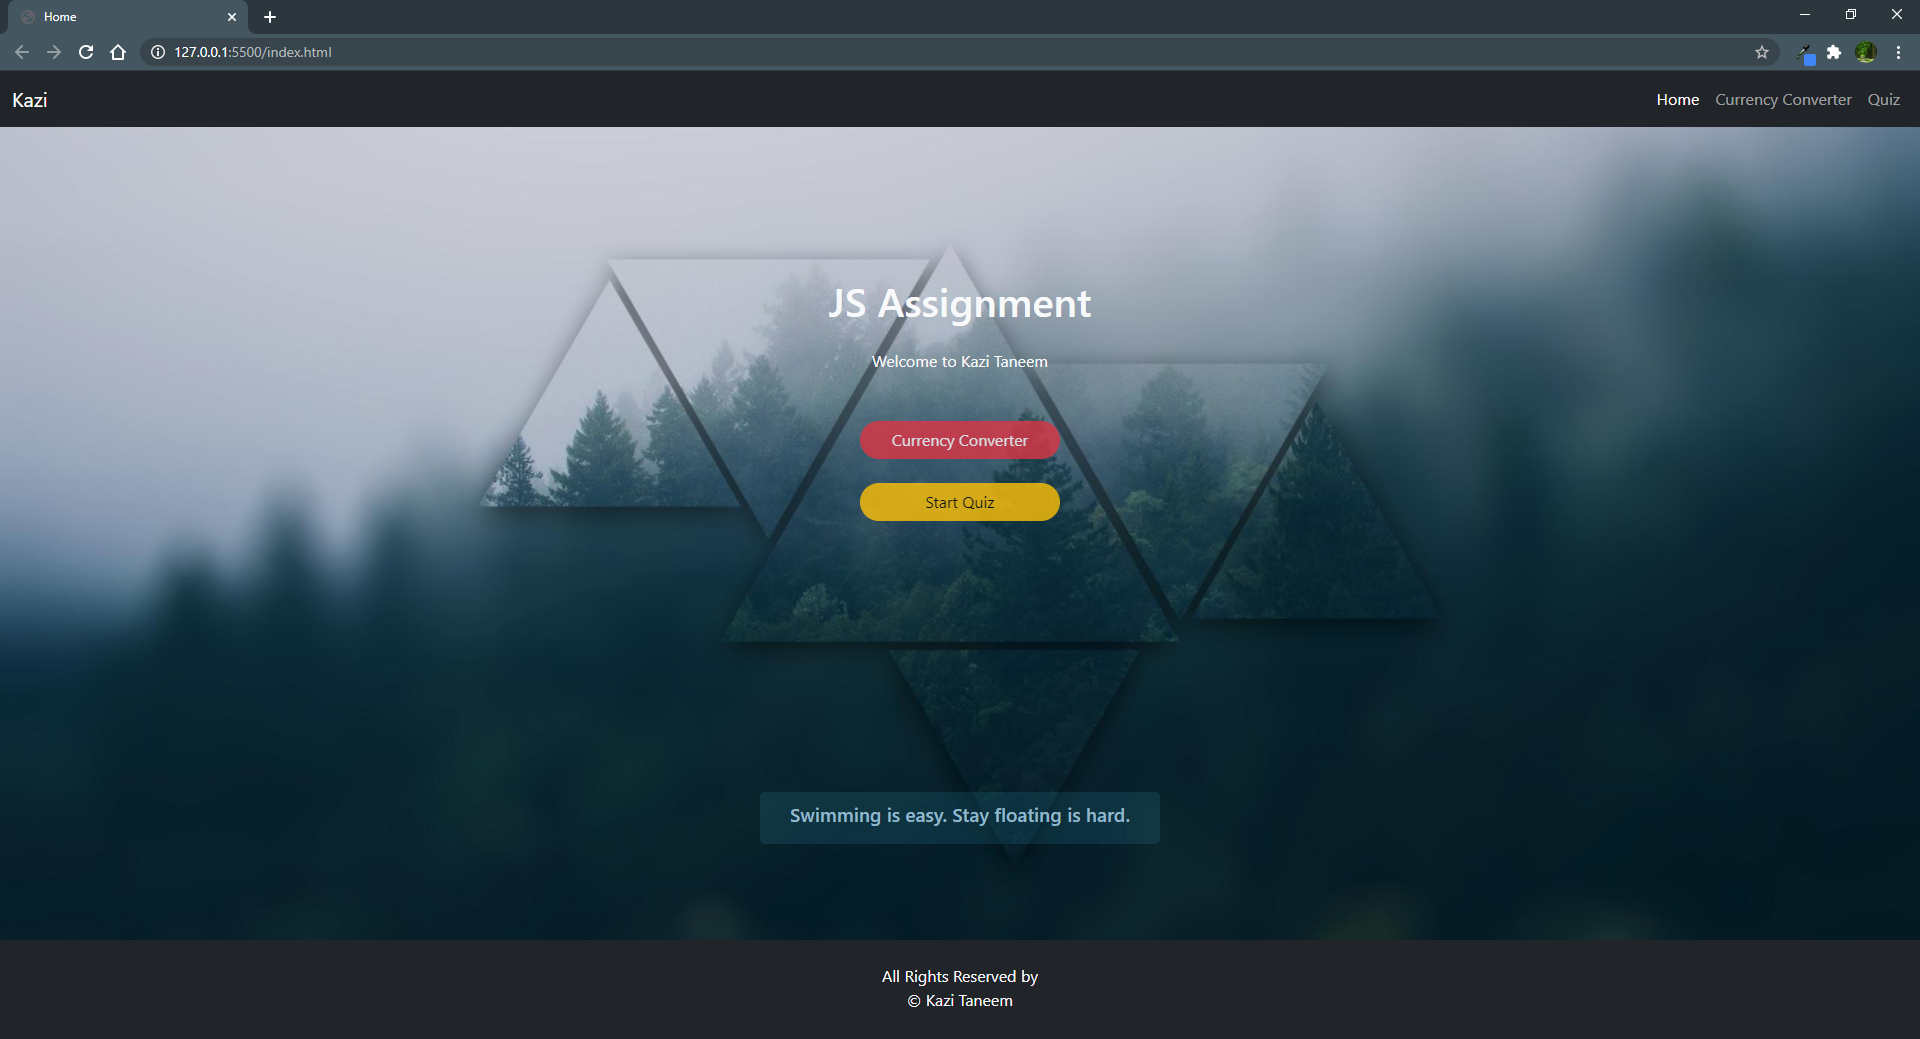 Home
127.0.0.1:5500/index.html
Kazi
Home Currency Converter Quiz
JS Assignment
Welcome to Kazi Taneem
Currency Converter
Start Quiz
Swimming is easy. Stay floating is hard.
All Rights Reserved by
© Kazi Taneem